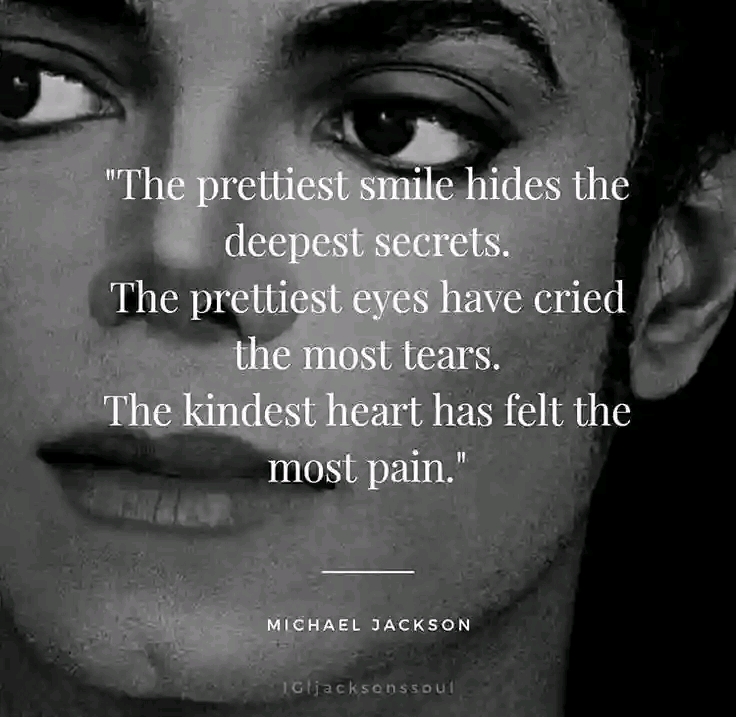 "The prettiest smile hides the
deepest secrets.
The prettiest eyes have cried
the most tears.
The kindest heart has felt the
most pain."
MICHAEL JACKSON
IG|jacksonssoul